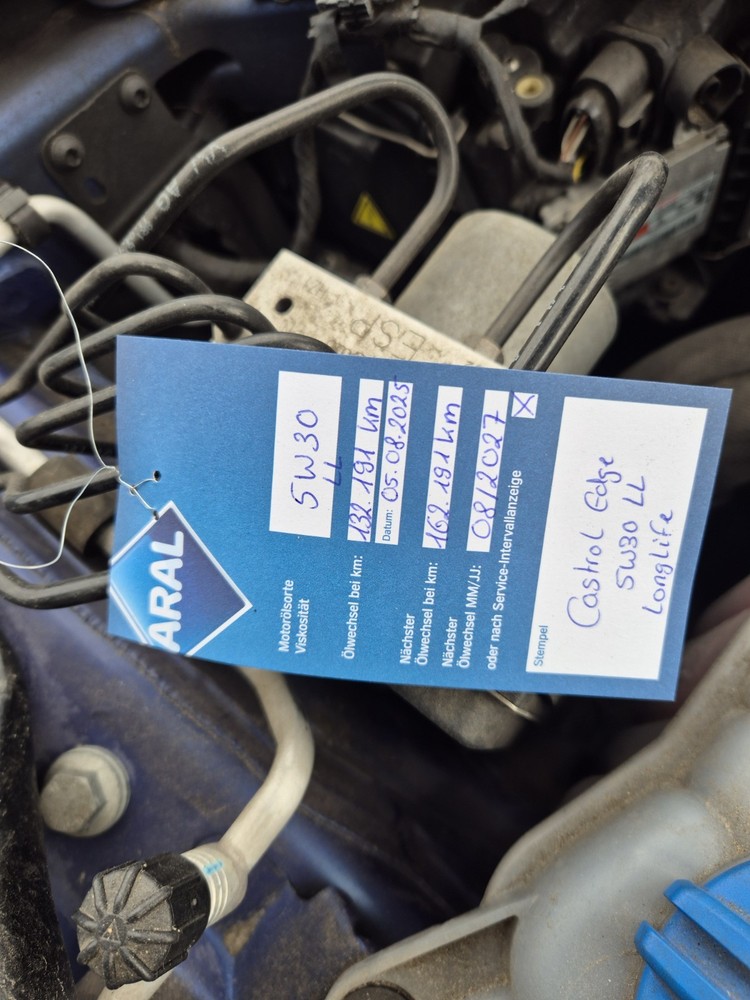 ARAL
Motorölsorte
Viskosität
5W30
LL
Ölwechsel bei km: 132.191 km
Datum: 05.08.2025
Nächster
Ölwechsel bei km: 162.191 km
Nächster
Ölwechsel MM/JJ: 08/2027
oder nach Service-Intervallanzeige X
Stempel
Castrol Edge
5W30 LL
Longlife
ESP